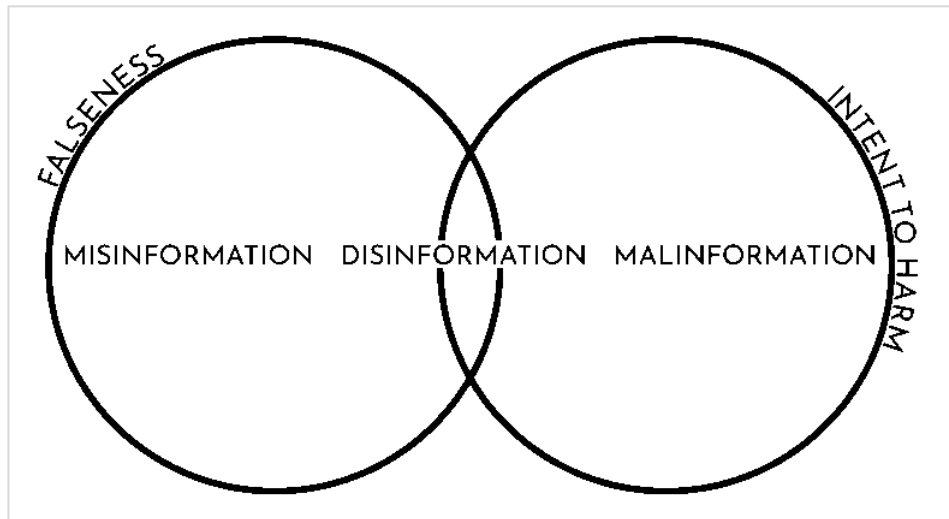 FALSENESS
INTENT TO HARM
MISINFORMATION DISINFORMATION MALINFORMATION